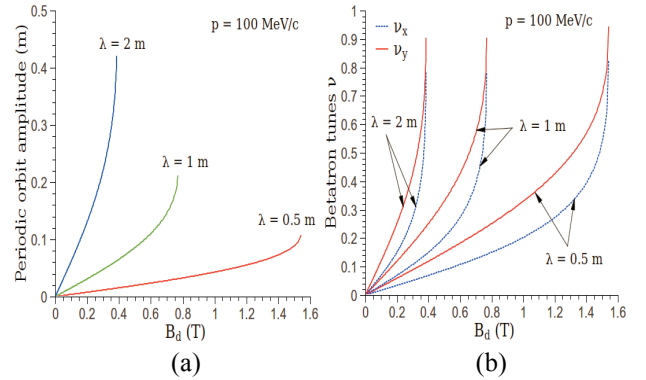 p = 100 MeV/c
Periodic orbit amplitude (m)
0.5
0.4
0.3
0.2
0.1
0
λ = 2 m
λ = 1 m
λ = 0.5 m
0 0.2 0.4 0.6 0.8 1.0 1.2 1.4 1.6
B_d (T)
(a)
p = 100 MeV/c
Betatron tunes ν
1
0.9
0.8
0.7
0.6
0.5
0.4
0.3
0.2
0.1
0
ν_x
ν_y
λ = 2 m
λ = 1 m
λ = 0.5 m
0 0.2 0.4 0.6 0.8 1.0 1.2 1.4 1.6
B_d (T)
(b)